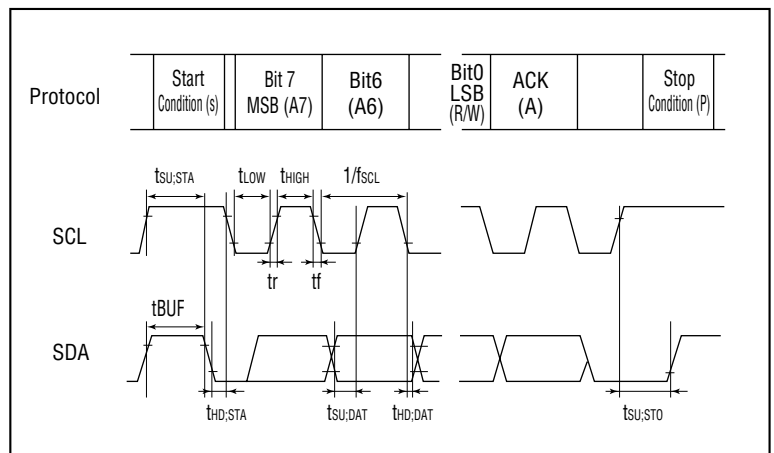 Protocol
Start
Condition (s)
Bit 7
MSB (A7)
Bit6
(A6)
Bit0
LSB
(R/W)
ACK
(A)
Stop
Condition (P)
tSU;STA
tLOW
tHIGH
1/fSCL
SCL
tr
tf
tBUF
SDA
tHD;STA
tSU;DAT
tHD;DAT
tSU;STO